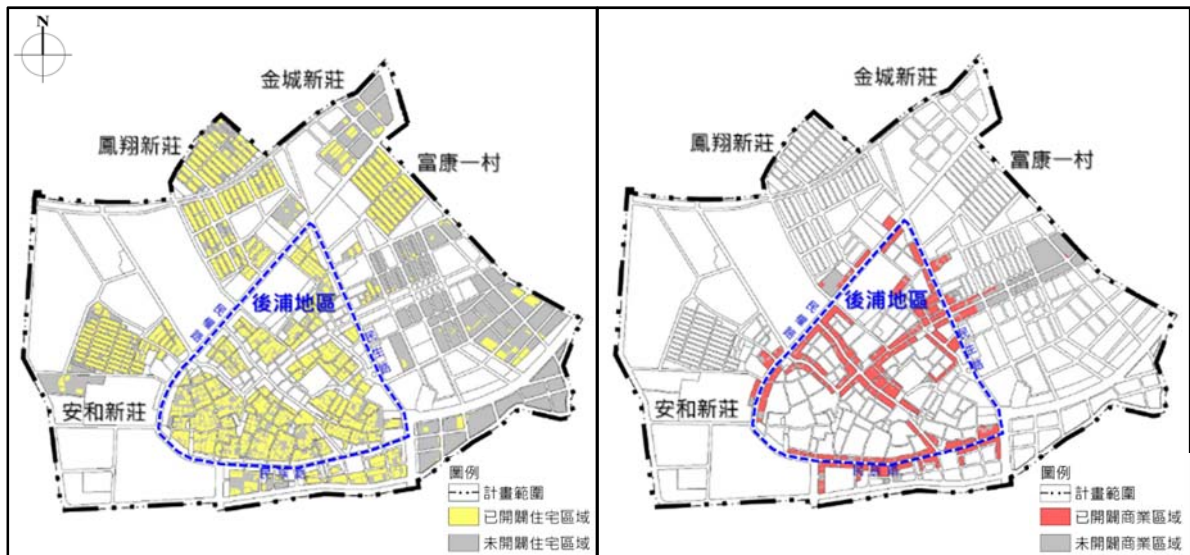 N
金城新莊
鳳翔新莊
富康一村
後浦地區
安和新莊
圖例
計畫範圍
已開闢住宅區域
未開闢住宅區域
金城新莊
鳳翔新莊
富康一村
後浦地區
安和新莊
圖例
計畫範圍
已開闢商業區域
未開闢商業區域